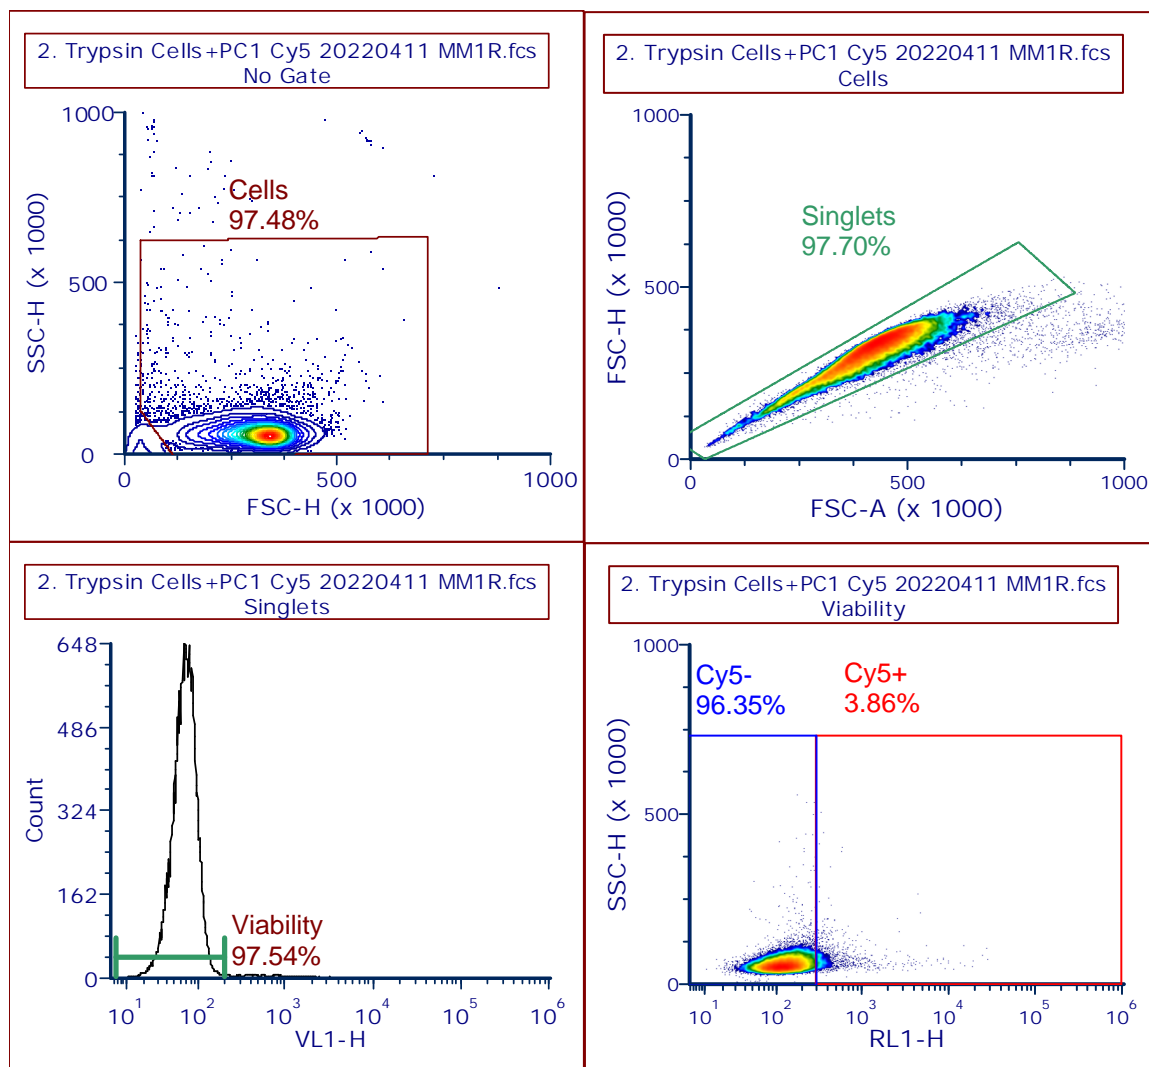 2. Trypsin Cells+PC1 Cy5 20220411 MM1R.fcs
No Gate
1000
500
0
SSC-H (x 1000)
Cells
97.48%
0
500
1000
FSC-H (x 1000)
2. Trypsin Cells+PC1 Cy5 20220411 MM1R.fcs
Cells
1000
500
0
FSC-H (x 1000)
Singlets
97.70%
0
500
1000
FSC-A (x 1000)
2. Trypsin Cells+PC1 Cy5 20220411 MM1R.fcs
Singlets
648
486
324
162
0
Count
Viability
97.54%
10^1
10^2
10^3
10^4
10^5
10^6
VL1-H
2. Trypsin Cells+PC1 Cy5 20220411 MM1R.fcs
Viability
1000
500
0
SSC-H (x 1000)
Cy5-
96.35%
Cy5+
3.86%
10^1
10^2
10^3
10^4
10^5
10^6
RL1-H